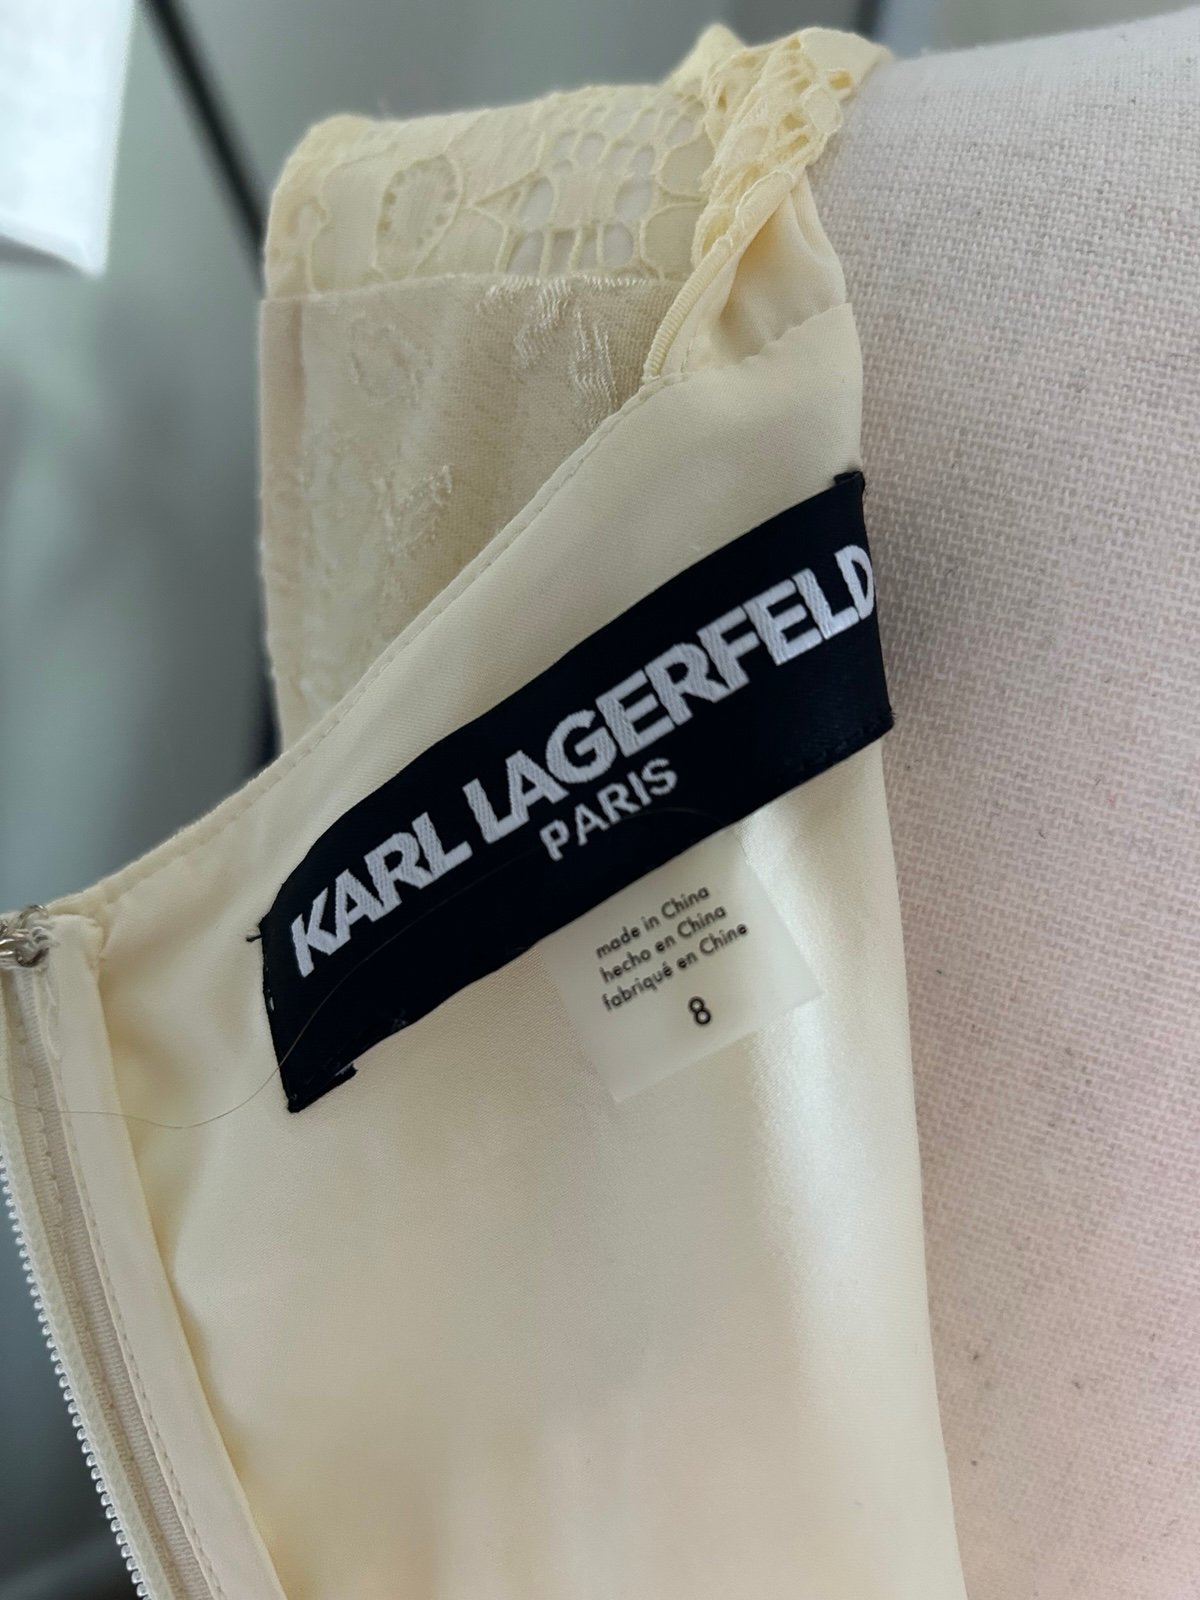 KARL LAGERFELD
PARIS
made in China
hecho en China
fabriqué en Chine
8